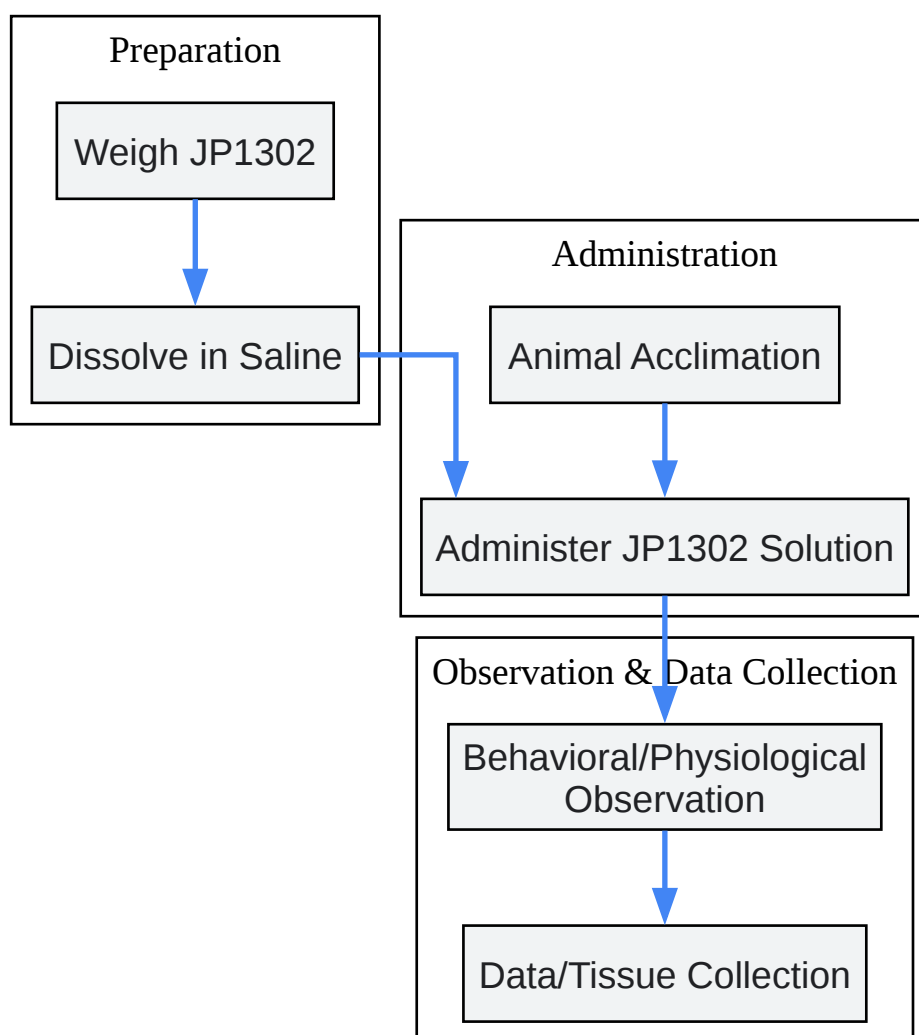 Preparation
Weigh JP1302
Dissolve in Saline
Administration
Animal Acclimation
Administer JP1302 Solution
Observation & Data Collection
Behavioral/Physiological
Observation
Data/Tissue Collection